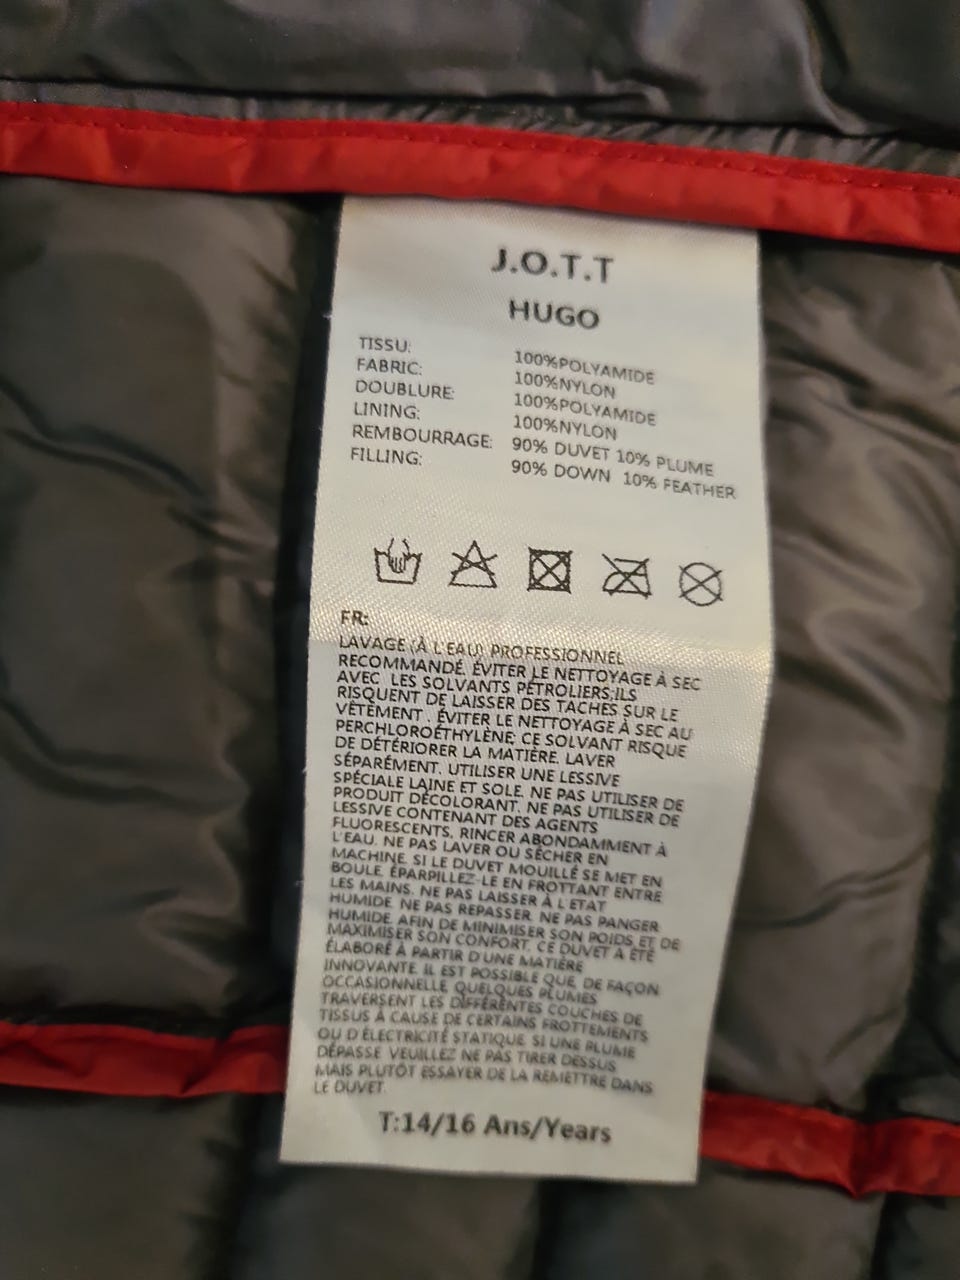 J.O.T.T
HUGO
TISSU: 100%POLYAMIDE
FABRIC: 100%NYLON
DOUBLURE: 100%POLYAMIDE
LINING: 100%NYLON
REMBOURRAGE: 90% DUVET 10% PLUME
FILLING: 90% DOWN 10% FEATHER
FR:
LAVAGE (À L'EAU) PROFESSIONNEL
RECOMMANDÉ. ÉVITER LE NETTOYAGE À SEC
AVEC LES SOLVANTS PÉTROLIERS;ILS
RISQUENT DE LAISSER DES TACHES SUR LE
VÊTEMENT . ÉVITER LE NETTOYAGE À SEC AU
PERCHLOROÉTHYLÈNE; CE SOLVANT RISQUE
DE DÉTÉRIORER LA MATIÈRE. LAVER
SÉPARÉMENT. UTILISER UNE LESSIVE
SPÉCIALE LAINE ET SOIE. NE PAS UTILISER DE
PRODUIT DÉCOLORANT. NE PAS UTILISER DE
LESSIVE CONTENANT DES AGENTS
FLUORESCENTS. RINCER ABONDAMMENT À
L'EAU. NE PAS LAVER OU SÉCHER EN
MACHINE. SI LE DUVET MOUILLÉ SE MET EN
BOULE. ÉPARPILLEZ-LE EN FROTTANT ENTRE
LES MAINS. NE PAS LAISSER À L'ETAT
HUMIDE. NE PAS REPASSER. NE PAS PANGER
HUMIDE. AFIN DE MINIMISER SON POIDS ET DE
MAXIMISER SON CONFORT. CE DUVET A ÉTÉ
ÉLABORÉ À PARTIR D'UNE MATIÈRE
INNOVANTE. IL EST POSSIBLE QUE, DE FAÇON
OCCASIONNELLE QUELQUES PLUMES
TRAVERSENT LES DIFFÉRENTES COUCHES DE
TISSUS À CAUSE DE CERTAINS FROTTEMENTS
OU D'ÉLECTRICITÉ STATIQUE. SI UNE PLUME
DÉPASSE VEUILLEZ NE PAS TIRER DESSUS
MAIS PLUTÔT ESSAYER DE LA REMETTRE DANS
LE DUVET.
T:14/16 Ans/Years